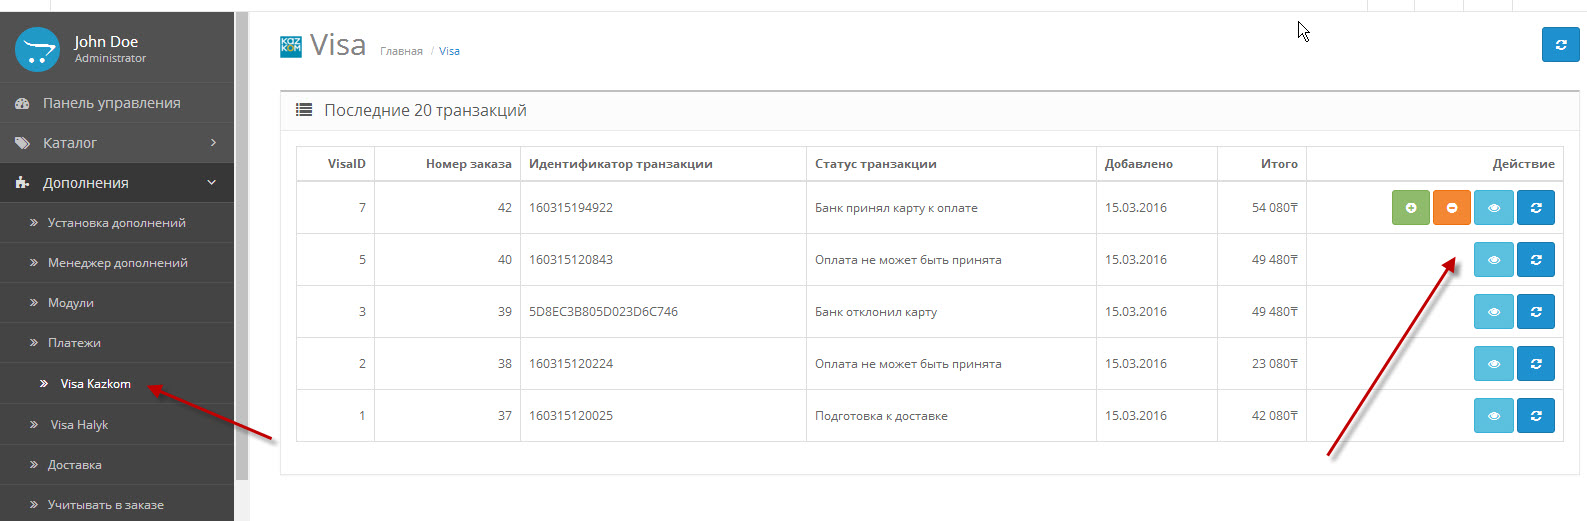 John Doe
Administrator
Панель управления
Каталог
Дополнения
Установка дополнений
Менеджер дополнений
Модули
Платежи
Visa Kazkom
Visa Halyk
Доставка
Учитывать в заказе
KAZ
KOM
Visa Главная / Visa
Последние 20 транзакций
VisaID Номер заказа Идентификатор транзакции Статус транзакции Добавлено Итого Действие
7 42 160315194922 Банк принял карту к оплате 15.03.2016 54 080₸
5 40 160315120843 Оплата не может быть принята 15.03.2016 49 480₸
3 39 5D8EC3B805D023D6C746 Банк отклонил карту 15.03.2016 49 480₸
2 38 160315120224 Оплата не может быть принята 15.03.2016 23 080₸
1 37 160315120025 Подготовка к доставке 15.03.2016 42 080₸